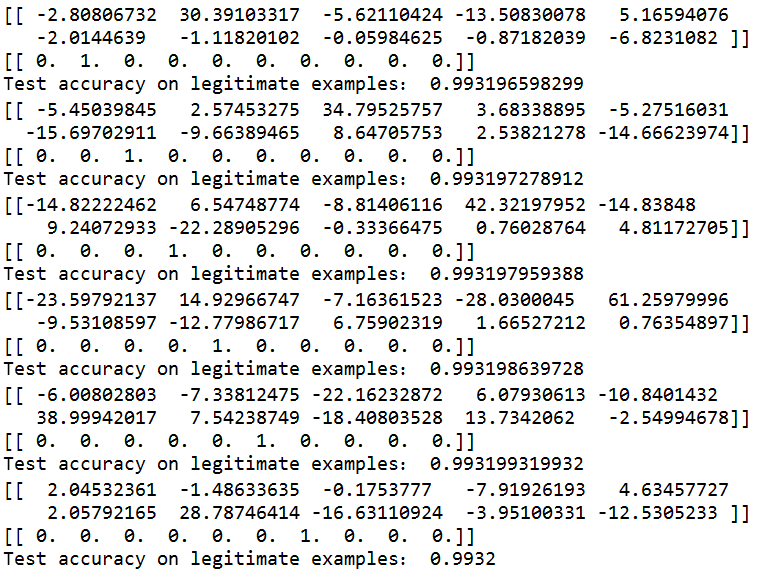 [[ -2.80806732  30.39103317  -5.62110424 -13.50830078   5.16594076
   -2.0144639   -1.11820102  -0.05984625  -0.87182039  -6.8231082 ]]
[[ 0.  1.  0.  0.  0.  0.  0.  0.  0.  0.]]
Test accuracy on legitimate examples:  0.993196598299
[[ -5.45039845   2.57453275  34.79525757   3.68338895  -5.27516031
  -15.69702911  -9.66389465   8.64705753   2.53821278 -14.66623974]]
[[ 0.  0.  1.  0.  0.  0.  0.  0.  0.  0.]]
Test accuracy on legitimate examples:  0.993197278912
[[-14.82222462   6.54748774  -8.81406116  42.32197952 -14.83848
    9.24072933 -22.28905296  -0.33366475   0.76028764   4.81172705]]
[[ 0.  0.  0.  1.  0.  0.  0.  0.  0.  0.]]
Test accuracy on legitimate examples:  0.993197959388
[[-23.59792137  14.92966747  -7.16361523 -28.0300045   61.25979996
   -9.53108597 -12.77986717   6.75902319   1.66527212   0.76354897]]
[[ 0.  0.  0.  0.  1.  0.  0.  0.  0.  0.]]
Test accuracy on legitimate examples:  0.993198639728
[[ -6.00802803  -7.33812475 -22.16232872   6.07930613 -10.8401432
   38.99942017   7.54238749 -18.40803528  13.7342062   -2.54994678]]
[[ 0.  0.  0.  0.  0.  1.  0.  0.  0.  0.]]
Test accuracy on legitimate examples:  0.993199319932
[[  2.04532361  -1.48633635  -0.1753777   -7.91926193   4.63457727
    2.05792165  28.78746414 -16.63110924  -3.95100331 -12.5305233 ]]
[[ 0.  0.  0.  0.  0.  0.  1.  0.  0.  0.]]
Test accuracy on legitimate examples:  0.9932